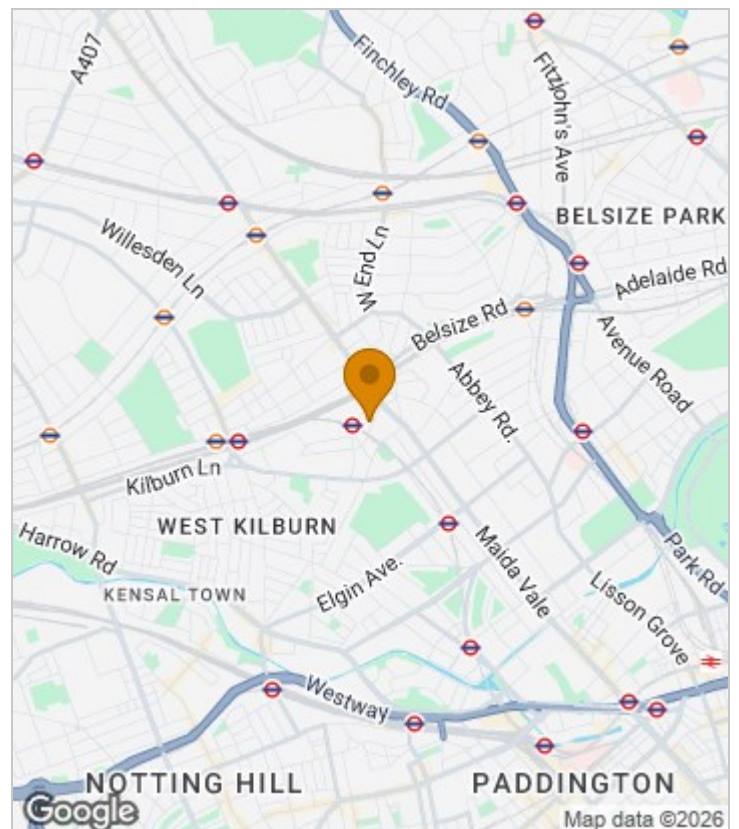 A407
Finchley Rd
Fitzjohn's Ave
BELSIZE PARK
Willesden Ln
W End Ln
Adelaide Rd
Belsize Rd
Avenue Road
Abbey Rd.
Kilburn Ln
WEST KILBURN
Harrow Rd
Maida Vale
Park Rd
KENSAL TOWN
Elgin Ave.
Lisson Grove
Westway
NOTTING HILL
PADDINGTON
Google
Map data ©2026